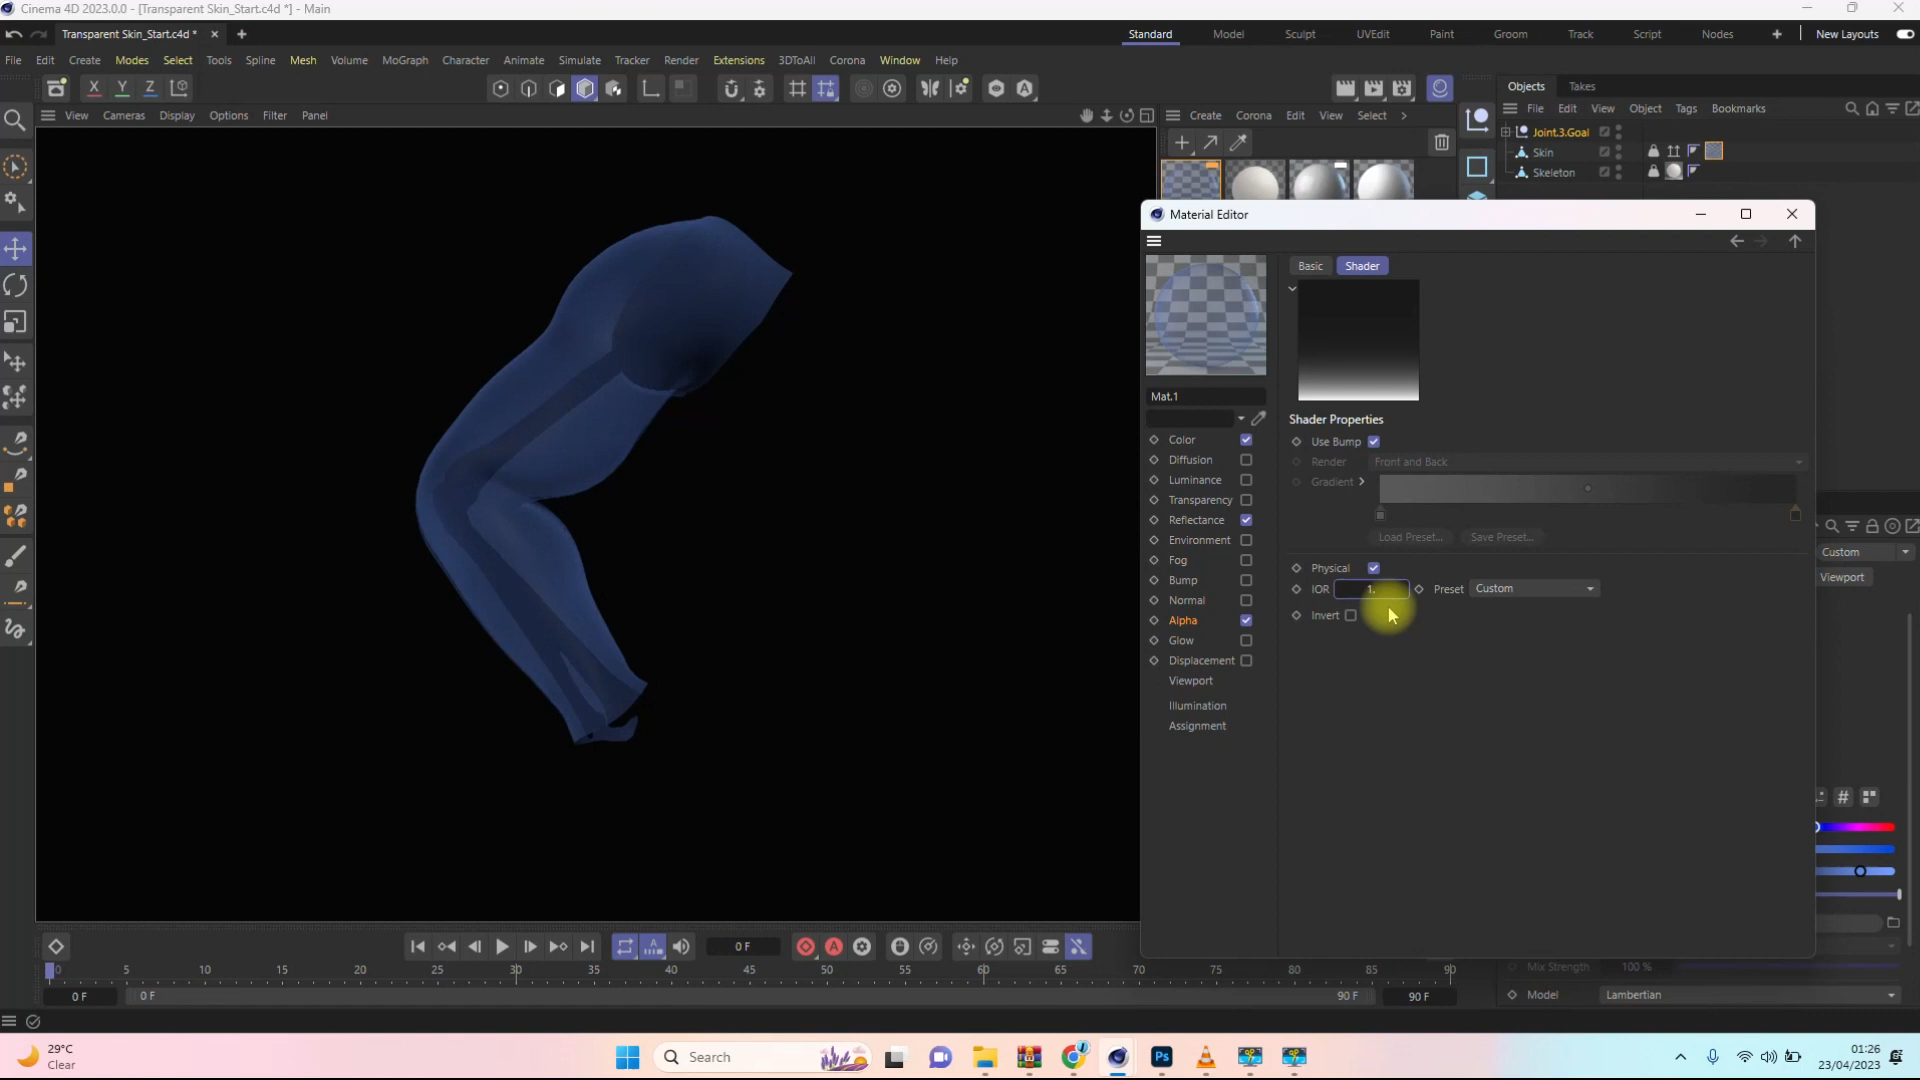 Cinema 4D 2023.0.0 - [Transparent Skin_Start.c4d *] - Main
Transparent Skin_Start.c4d *
Standard Model Sculpt UVEdit Paint Groom Track Script Nodes New Layouts
File Edit Create Modes Select Tools Spline Mesh Volume MoGraph Character Animate Simulate Tracker Render Extensions 3DToAll Corona Window Help
X Y Z
Objects Takes
View Cameras Display Options Filter Panel
Create Corona Edit View Select
File Edit View Object Tags Bookmarks
Joint.3.Goal
Skin
Skeleton
Material Editor
Basic Shader
Mat.1
Shader Properties
Color
Use Bump
Diffusion
Render Front and Back
Luminance
Gradient
Transparency
Reflectance
Load Preset... Save Preset...
Environment
Fog
Physical
Bump
IOR 1. Preset Custom
Normal
Invert
Alpha
Glow
Displacement
Viewport
Illumination
Assignment
Custom
Viewport
0 F
0 5 10 15 20 25 30 35 40 45 50 55 60 65 70 75 80 85 90
0 F 0 F 90 F 90 F
Mix Strength 100 %
Model Lambertian
29°C
Clear
Search
Ps
01:26
23/04/2023